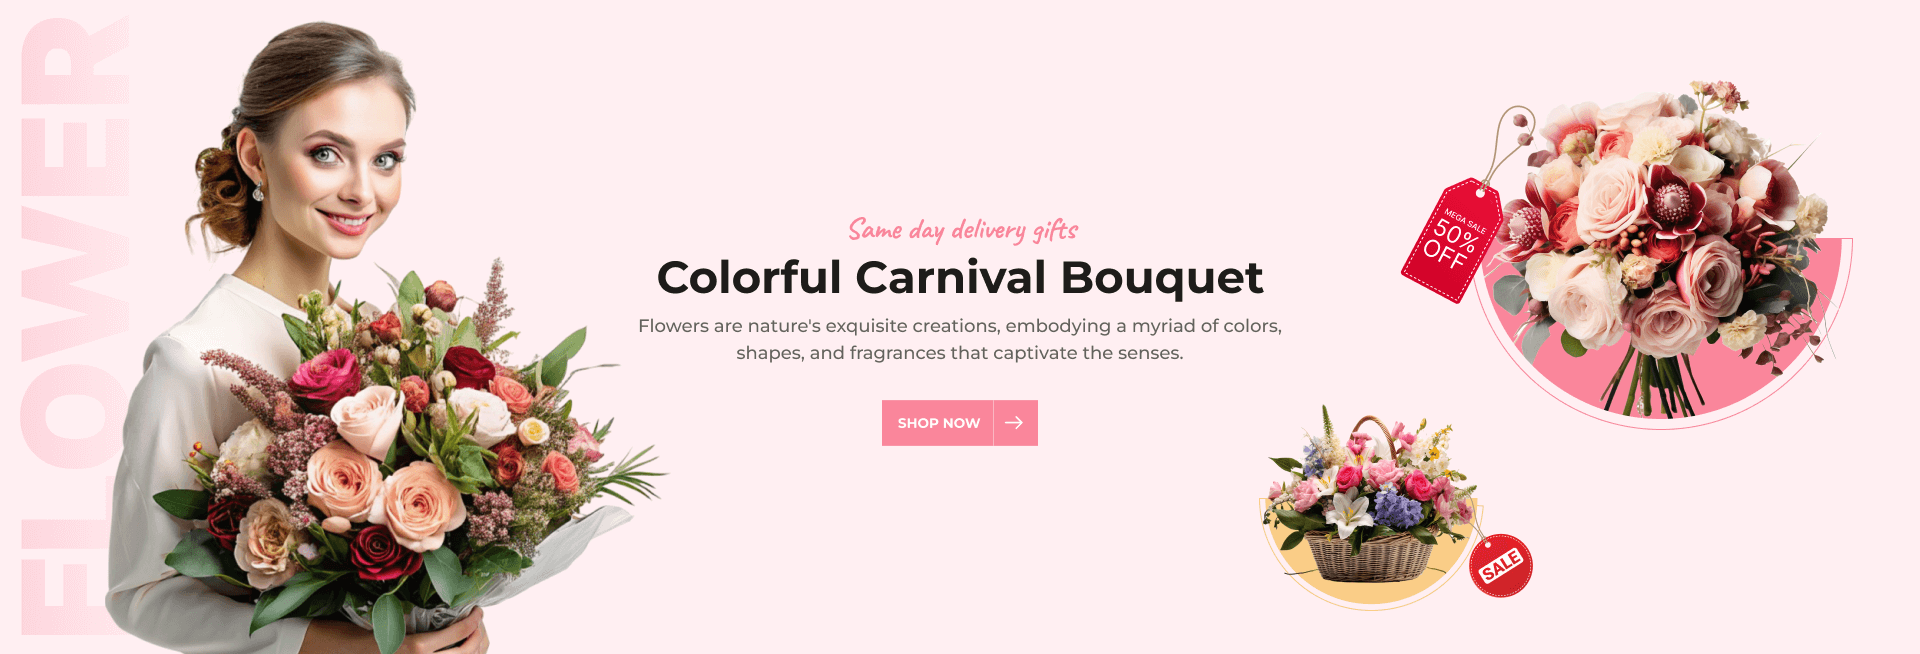 FLOWER
Same day delivery gifts
Colorful Carnival Bouquet
Flowers are nature's exquisite creations, embodying a myriad of colors,
shapes, and fragrances that captivate the senses.
SHOP NOW
MEGA SALE
50%
OFF
SALE